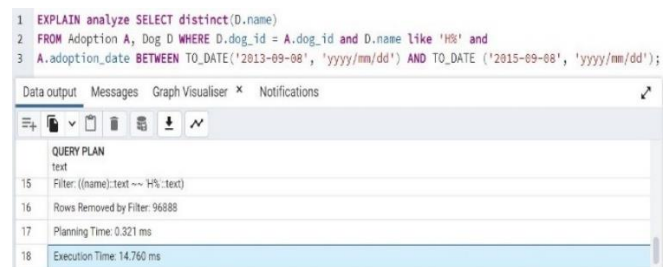 1 EXPLAIN analyze SELECT distinct(D.name)
2 FROM Adoption A, Dog D WHERE D.dog_id = A.dog_id and D.name like 'H%' and
3 A.adoption_date BETWEEN TO_DATE('2013-09-08', 'yyyy/mm/dd') AND TO_DATE ('2015-09-08', 'yyyy/mm/dd');
Data output Messages Graph Visualiser × Notifications
QUERY PLAN
text
15 Filter: ((name)::text ~~ 'H%'::text)
16 Rows Removed by Filter: 96888
17 Planning Time: 0.321 ms
18 Execution Time: 14.760 ms